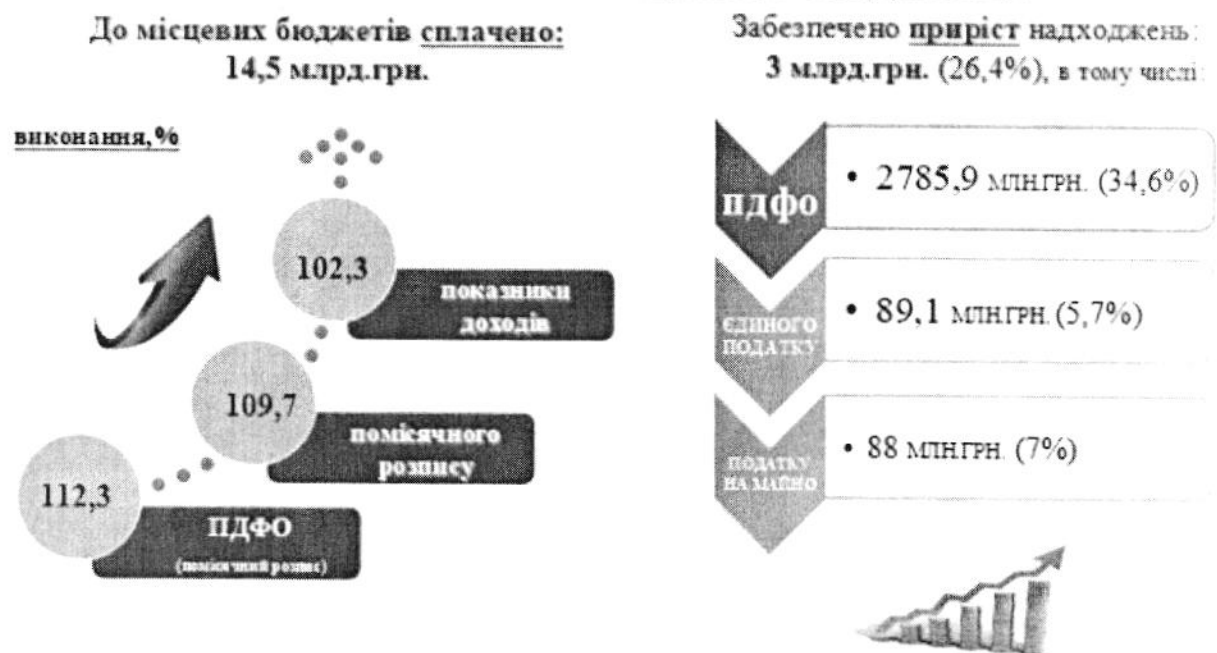 До місцевих бюджетів сплачено:
14,5 млрд.грн.
виконання,%
102,3
показники
доходів
109,7
помісячного
розпису
112,3
ПДФО
(помісячний розпис)
Забезпечено приріст надходжень:
3 млрд.грн. (26,4%), в тому числі:
ПДФО
• 2785,9 МЛН.ГРН. (34,6%)
ЄДИНОГО
ПОДАТКУ
• 89,1 МЛН.ГРН. (5,7%)
ПОДАТКУ
НА МАЙНО
• 88 МЛН.ГРН. (7%)